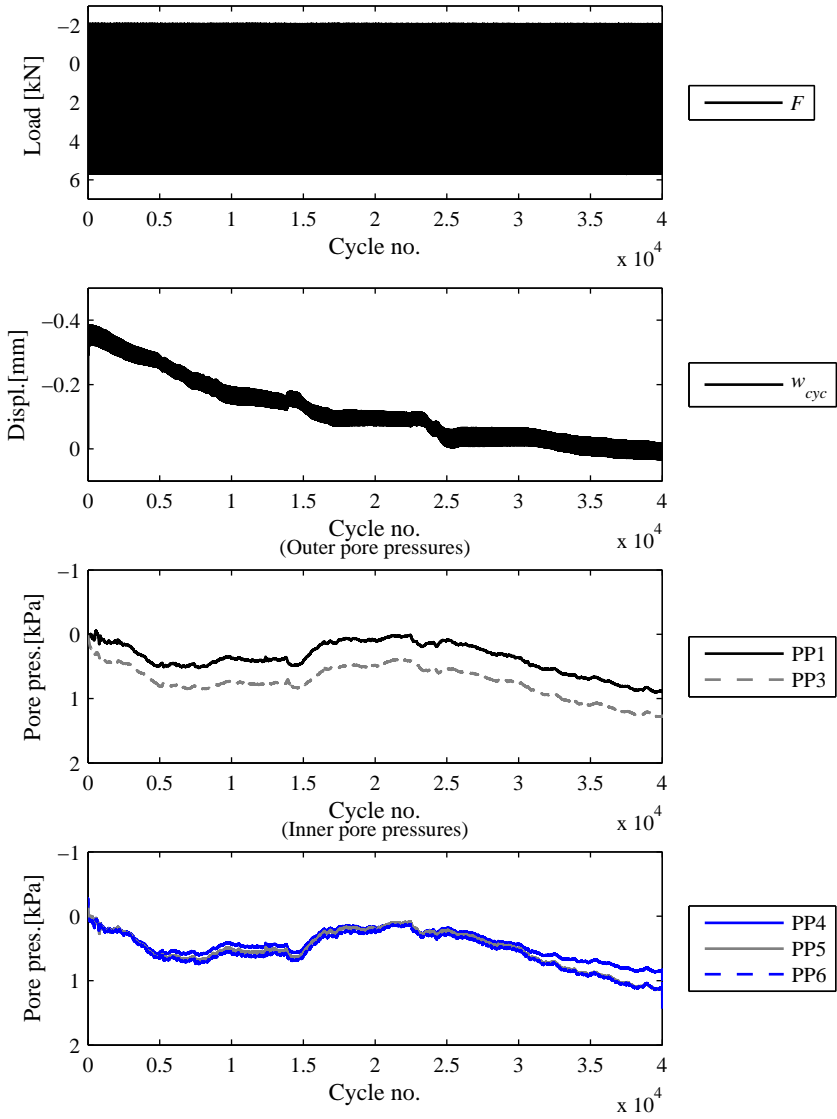 −2
0
2
4
6
Load [kN]
0 0.5 1 1.5 2 2.5 3 3.5 4
Cycle no.
x 10^4
F
−0.4
−0.2
0
Displ.[mm]
0 0.5 1 1.5 2 2.5 3 3.5 4
Cycle no.
x 10^4
w_cyc
(Outer pore pressures)
−1
0
1
2
Pore pres.[kPa]
0 0.5 1 1.5 2 2.5 3 3.5 4
Cycle no.
x 10^4
PP1
PP3
(Inner pore pressures)
−1
0
1
2
Pore pres.[kPa]
0 0.5 1 1.5 2 2.5 3 3.5 4
Cycle no.
x 10^4
PP4
PP5
PP6